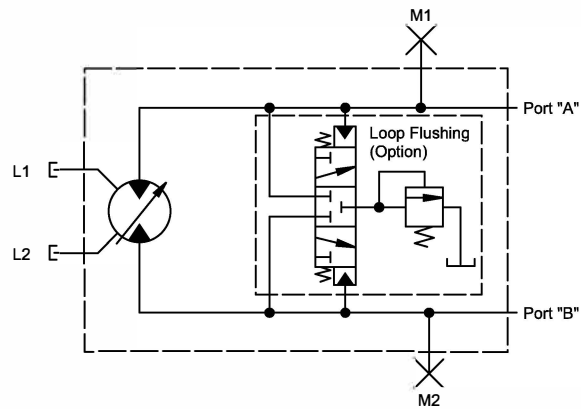 M1
Port "A"
Loop Flushing
(Option)
L1
L2
Port "B"
M2